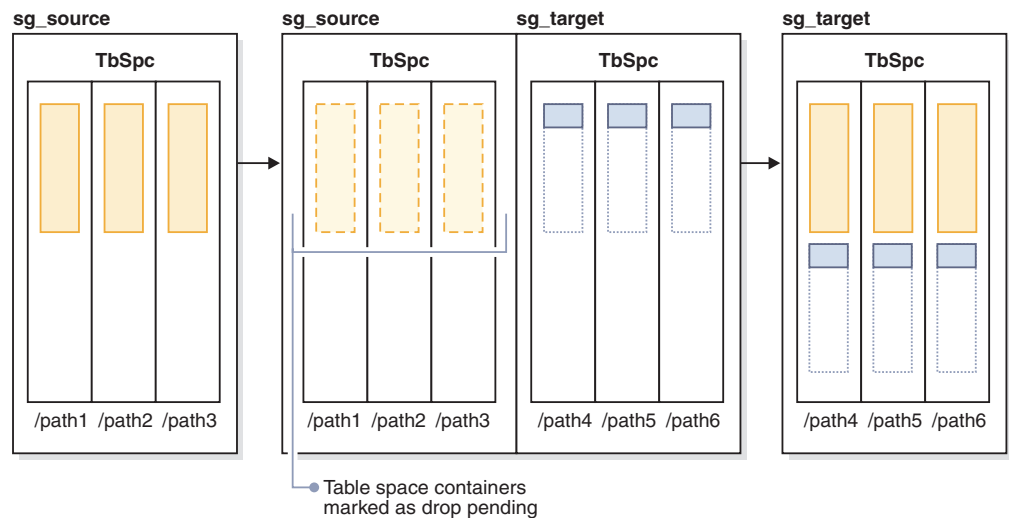 sg_source
sg_source
sg_target
sg_target
TbSpc
TbSpc
TbSpc
TbSpc
/path1 /path2 /path3
/path1 /path2 /path3
/path4 /path5 /path6
/path4 /path5 /path6
Table space containers
marked as drop pending